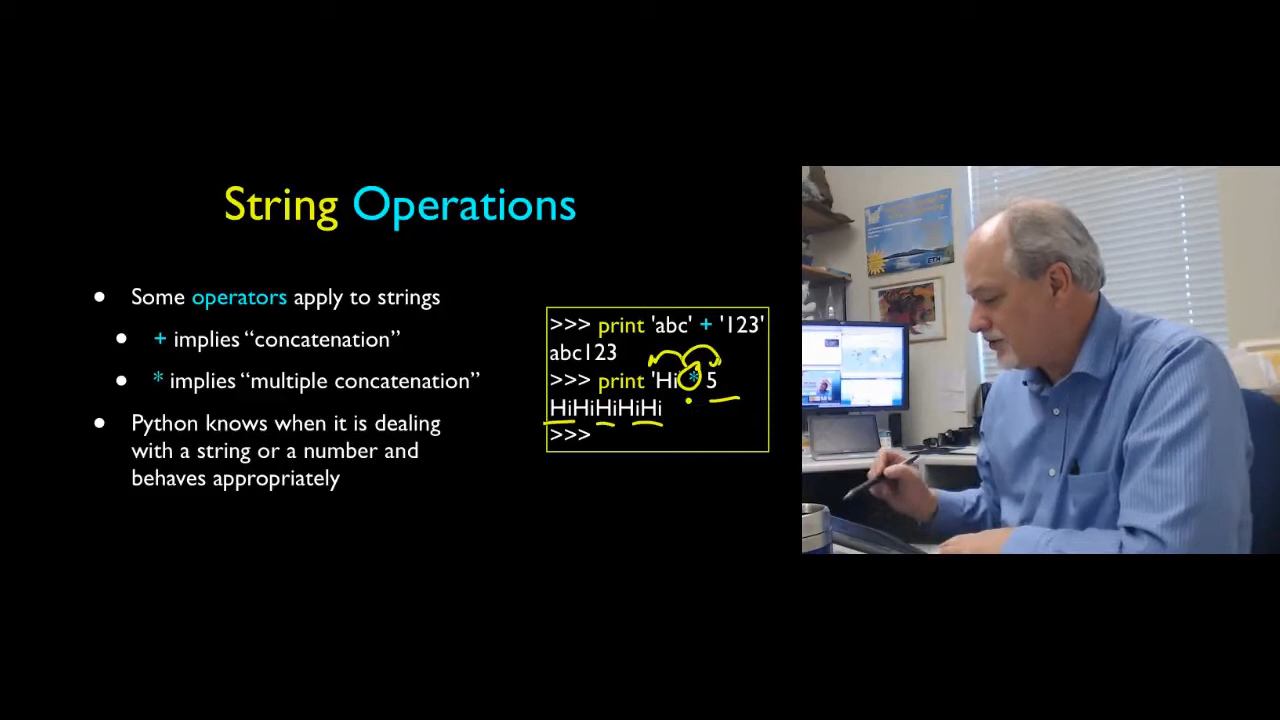 String Operations
● Some operators apply to strings
● + implies “concatenation”
● * implies “multiple concatenation”
● Python knows when it is dealing
with a string or a number and
behaves appropriately
>>> print 'abc' + '123'
abc123
>>> print 'Hi * 5
HiHiHiHiHi
>>>